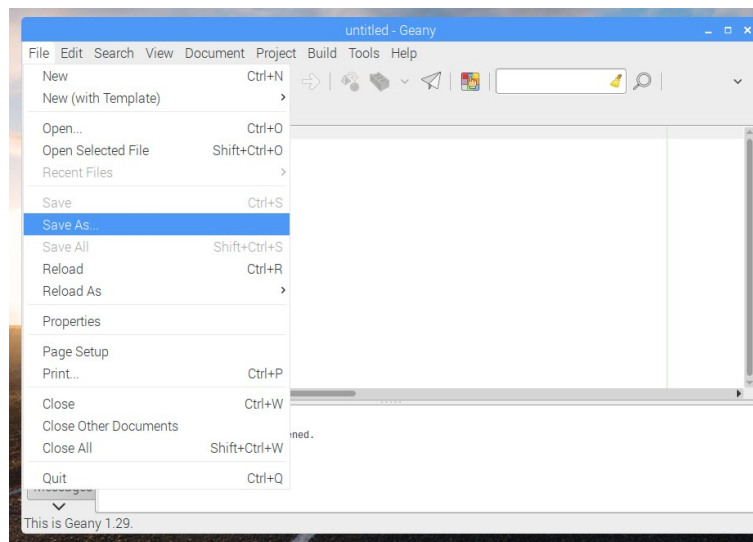 untitled - Geany
File Edit Search View Document Project Build Tools Help
New Ctrl+N
New (with Template)
Open... Ctrl+O
Open Selected File Shift+Ctrl+O
Recent Files
Save Ctrl+S
Save As...
Save All Shift+Ctrl+S
Reload Ctrl+R
Reload As
Properties
Page Setup
Print... Ctrl+P
Close Ctrl+W
Close Other Documents
Close All Shift+Ctrl+W
ned.
Quit Ctrl+Q
Messages
This is Geany 1.29.